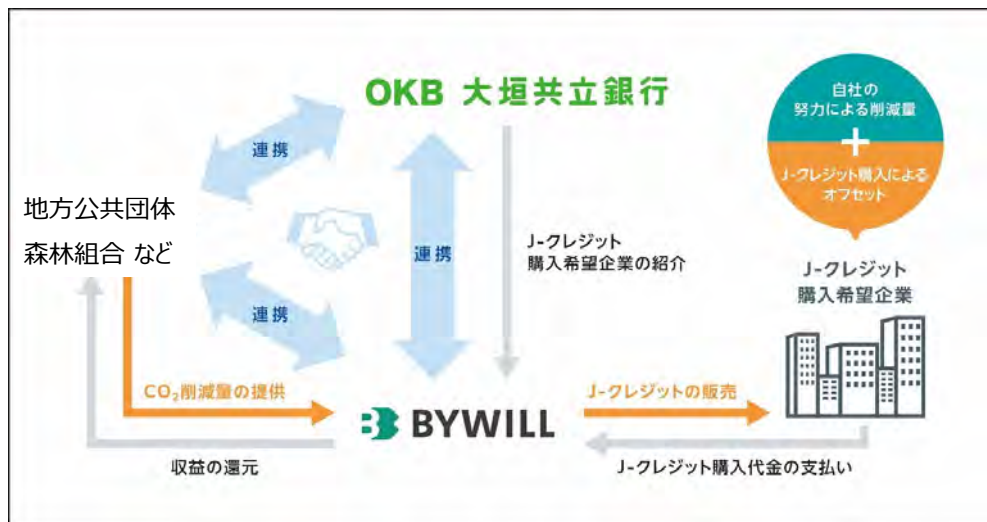 OKB 大垣共立銀行
自社の
努力による削減量
+
J-クレジット購入による
オフセット
連携
地方公共団体
森林組合 など
連携
J-クレジット
購入希望企業の紹介
J-クレジット
購入希望企業
連携
CO₂削減量の提供
BYWILL
J-クレジットの販売
収益の還元
J-クレジット購入代金の支払い